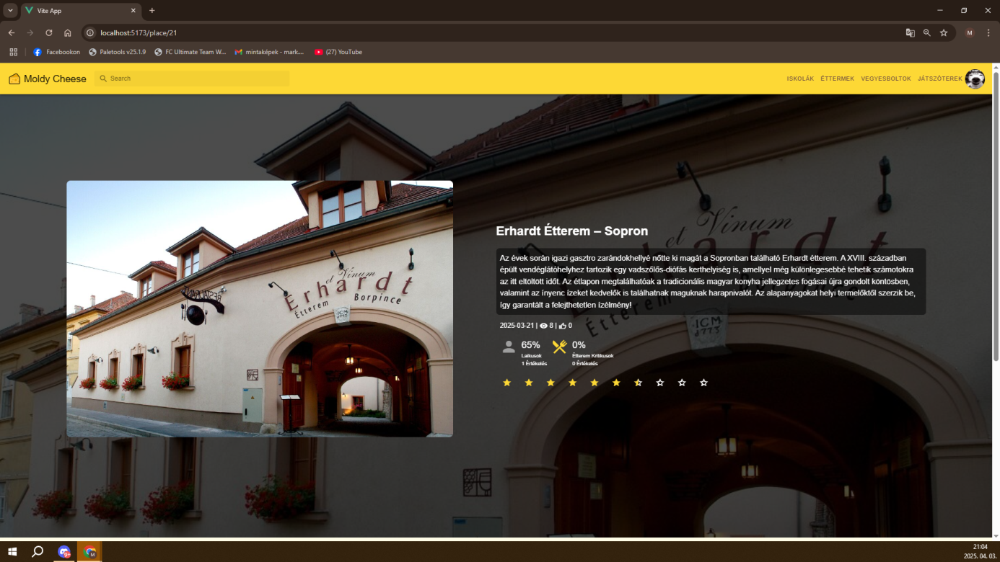 Vite App
localhost:5173/place/21
Facebookon
Paletools v25.1.9
FC Ultimate Team W...
mintaképek - mark....
(27) YouTube
M
Moldy Cheese
Search
ISKOLÁK
ÉTTERMEK
VEGYESBOLTOK
JÁTSZÓTEREK
et Vinum
Erhardt
Étterem
Borpince
ICM
1773
Erhardt Étterem – Sopron
Az évek során igazi gasztro zarándokhellyé nőtte ki magát a Sopronban található Erhardt étterem. A XVIII. században
épült vendéglátóhelyhez tartozik egy vadszőlős-diófás kerthelyiség is, amellyel még különlegesebbé tehetik számotokra
az itt eltöltött időt. Az étlapon megtalálhatóak a tradicionális magyar konyha jellegzetes fogásai újra gondolt köntösben,
valamint az ínyenc ízeket kedvelők is találhatnak maguknak harapnivalót. Az alapanyagokat helyi termelőktől szerzik be,
így garantált a felejthetetlen ízélmény!
2025-03-21 | 8 | 0
65%
Laikusok
1 Értékelés
0%
Étterem Kritikusok
0 Értékelés
9+
21:04
2025. 04. 03.